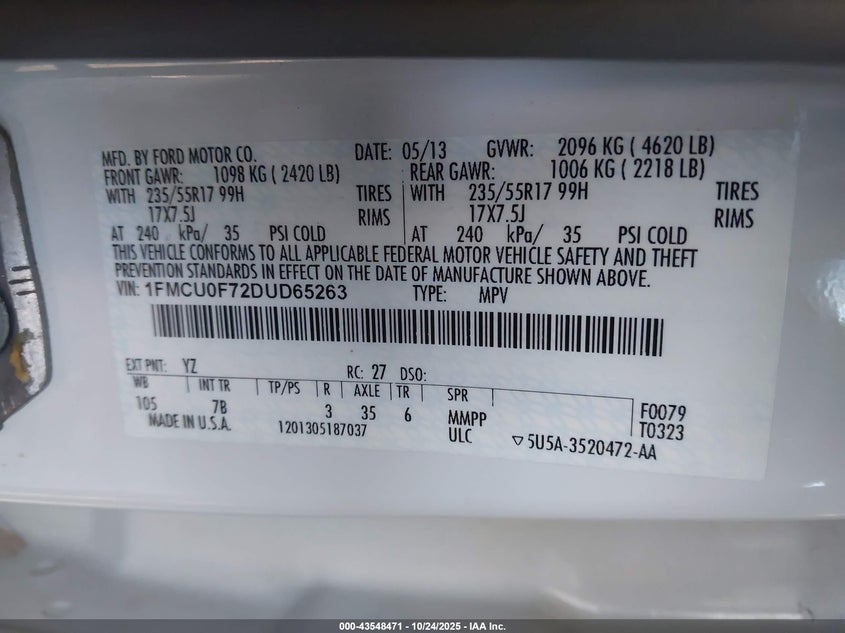 MFD. BY FORD MOTOR CO. DATE: 05/13 GVWR: 2096 KG ( 4620 LB)
FRONT GAWR: 1098 KG ( 2420 LB) REAR GAWR: 1006 KG ( 2218 LB)
WITH 235/55R17 99H TIRES WITH 235/55R17 99H TIRES
17X7.5J RIMS 17X7.5J RIMS
AT 240 kPa/ 35 PSI COLD AT 240 kPa/ 35 PSI COLD
THIS VEHICLE CONFORMS TO ALL APPLICABLE FEDERAL MOTOR VEHICLE SAFETY AND THEFT
PREVENTION STANDARDS IN EFFECT ON THE DATE OF MANUFACTURE SHOWN ABOVE.
VIN: 1FMCU0F72DUD65263 TYPE: MPV
EXT PNT: YZ RC: 27 DSO:
WB INT TR TP/PS R AXLE TR SPR
105 7B 3 35 6 MMPP F0079
MADE IN U.S.A. 1201305187037 ULC T0323
▽5U5A-3520472-AA
000-43548471 - 10/24/2025 - IAA Inc.